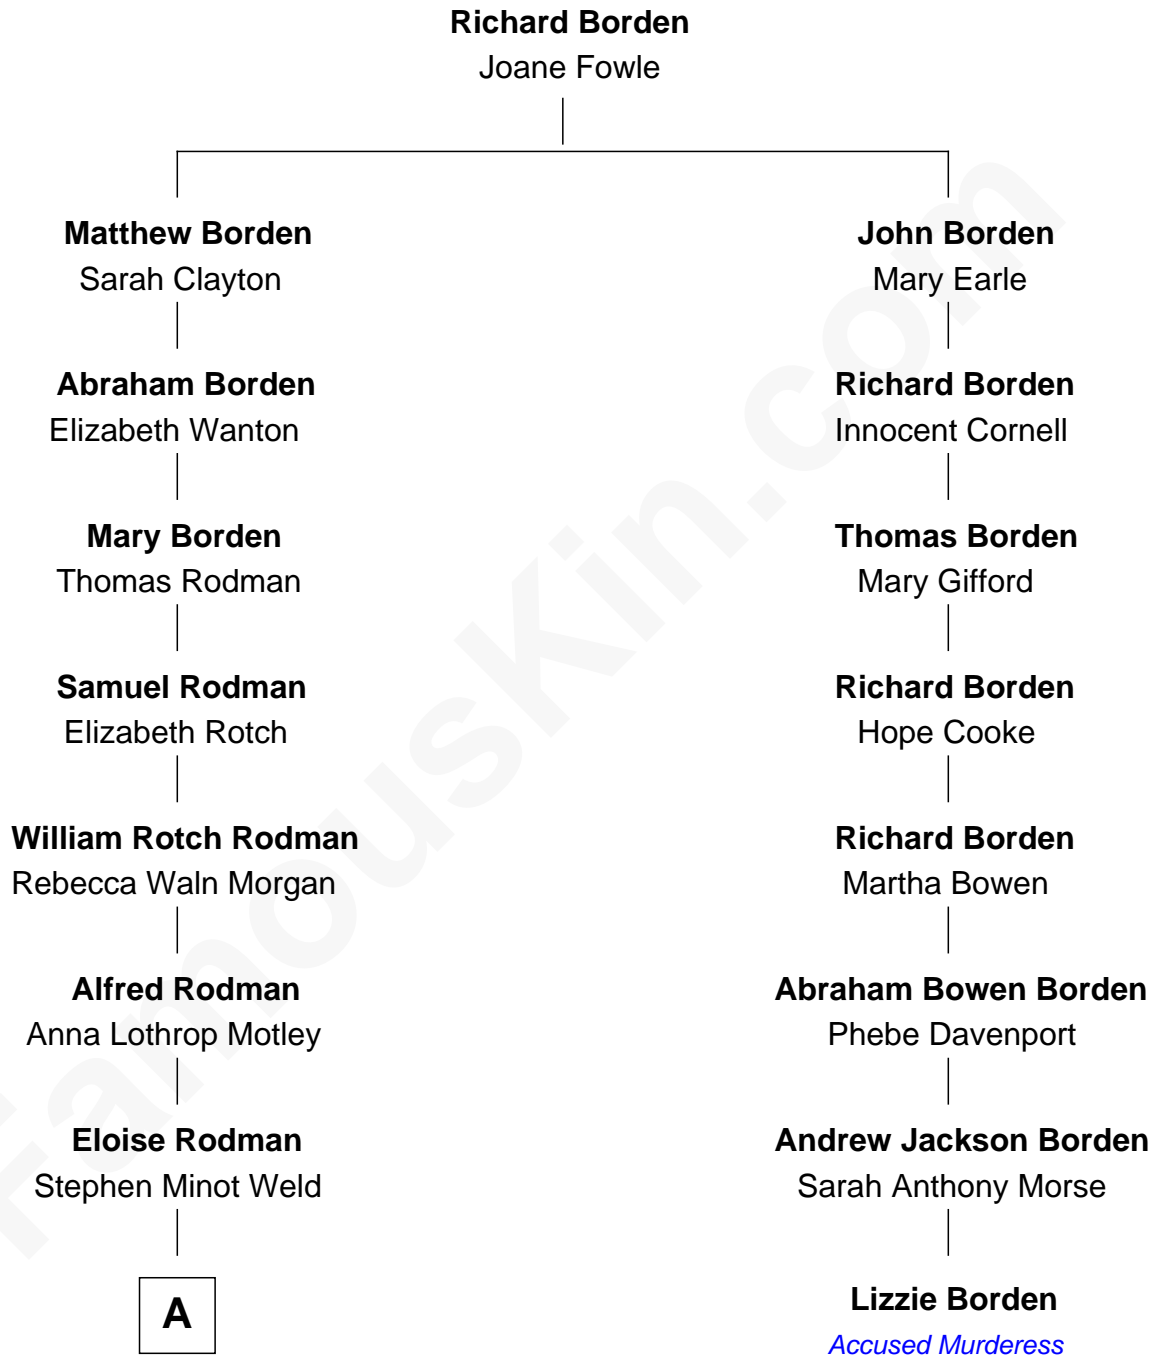 Richard Borden
Joane Fowle
Matthew Borden
Sarah Clayton
John Borden
Mary Earle
Abraham Borden
Elizabeth Wanton
Richard Borden
Innocent Cornell
Mary Borden
Thomas Rodman
Thomas Borden
Mary Gifford
Samuel Rodman
Elizabeth Rotch
Richard Borden
Hope Cooke
William Rotch Rodman
Rebecca Waln Morgan
Richard Borden
Martha Bowen
Alfred Rodman
Anna Lothrop Motley
Abraham Bowen Borden
Phebe Davenport
Eloise Rodman
Stephen Minot Weld
Andrew Jackson Borden
Sarah Anthony Morse
A
Lizzie Borden
Accused Murderess
FamousKin.com